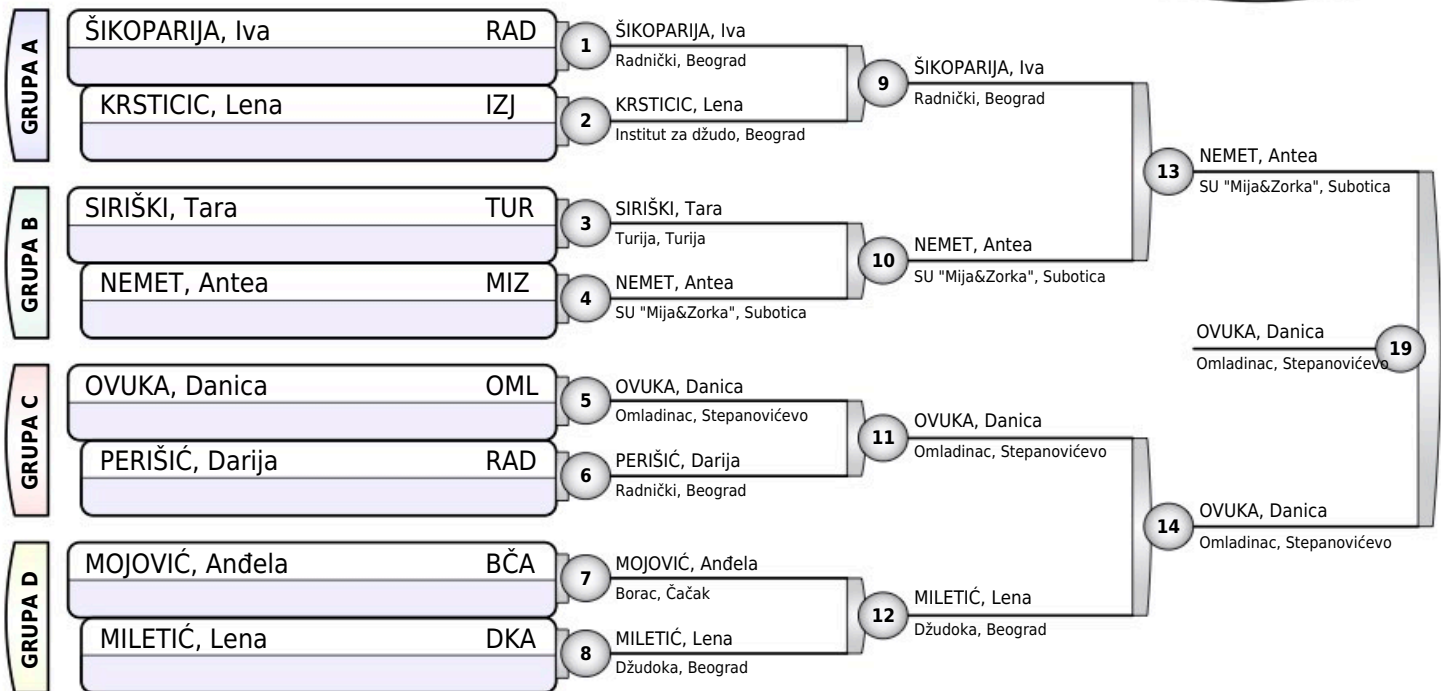 GRUPA A
ŠIKOPARIJA, Iva RAD
KRSTICIC, Lena IZJ
1
ŠIKOPARIJA, Iva
Radnički, Beograd
2
KRSTICIC, Lena
Institut za džudo, Beograd
9
ŠIKOPARIJA, Iva
Radnički, Beograd
GRUPA B
SIRIŠKI, Tara TUR
NEMET, Antea MIZ
3
SIRIŠKI, Tara
Turija, Turija
4
NEMET, Antea
SU "Mija&Zorka", Subotica
10
NEMET, Antea
SU "Mija&Zorka", Subotica
13
NEMET, Antea
SU "Mija&Zorka", Subotica
GRUPA C
OVUKA, Danica OML
PERIŠIĆ, Darija RAD
5
OVUKA, Danica
Omladinac, Stepanovićevo
6
PERIŠIĆ, Darija
Radnički, Beograd
11
OVUKA, Danica
Omladinac, Stepanovićevo
GRUPA D
MOJOVIĆ, Anđela BČA
MILETIĆ, Lena DKA
7
MOJOVIĆ, Anđela
Borac, Čačak
8
MILETIĆ, Lena
Džudoka, Beograd
12
MILETIĆ, Lena
Džudoka, Beograd
14
OVUKA, Danica
Omladinac, Stepanovićevo
OVUKA, Danica
Omladinac, Stepanovićevo
19